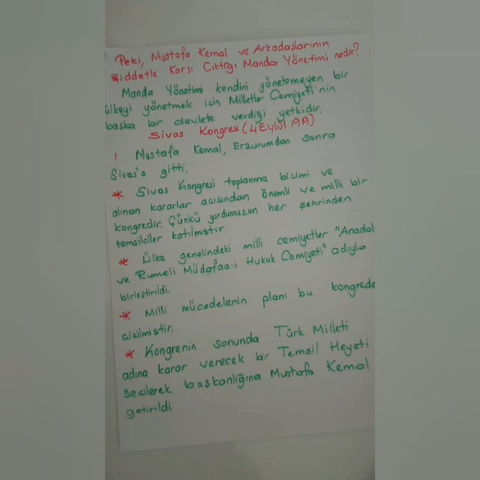 Peki, Mustafa Kemal ve Arkadaşlarının
Şiddetle Karşı Çıktığı Manda Yönetimi nedir?
Manda Yönetimi kendini yönetemeyen bir
ülkeyi yönetmek için Milletler Cemiyeti'nin
başka bir devlete verdiği yetkidir.
Sivas Kongresi (4 Eylül 1919)
! Mustafa Kemal, Erzurumdan sonra
Sivas'a gitti.
* Sivas Kongresi toplanma biçimi ve
alınan kararlar açısından önemli ve milli bir
kongredir. Çünkü yurdumuzun her şehrinden
temsilciler katılmıştır.
* Ülke genelindeki milli cemiyetler "Anadol
ve Rumeli Müdafaa-i Hukuk Cemiyeti" adıyla
birleştirildi.
* Milli mücadelenin planı bu kongrede
çizilmiştir.
* Kongrenin sonunda Türk Milleti
adına karar verecek bir Temsil Heyeti
seçilerek başkanlığına Mustafa Kemal
getirildi.